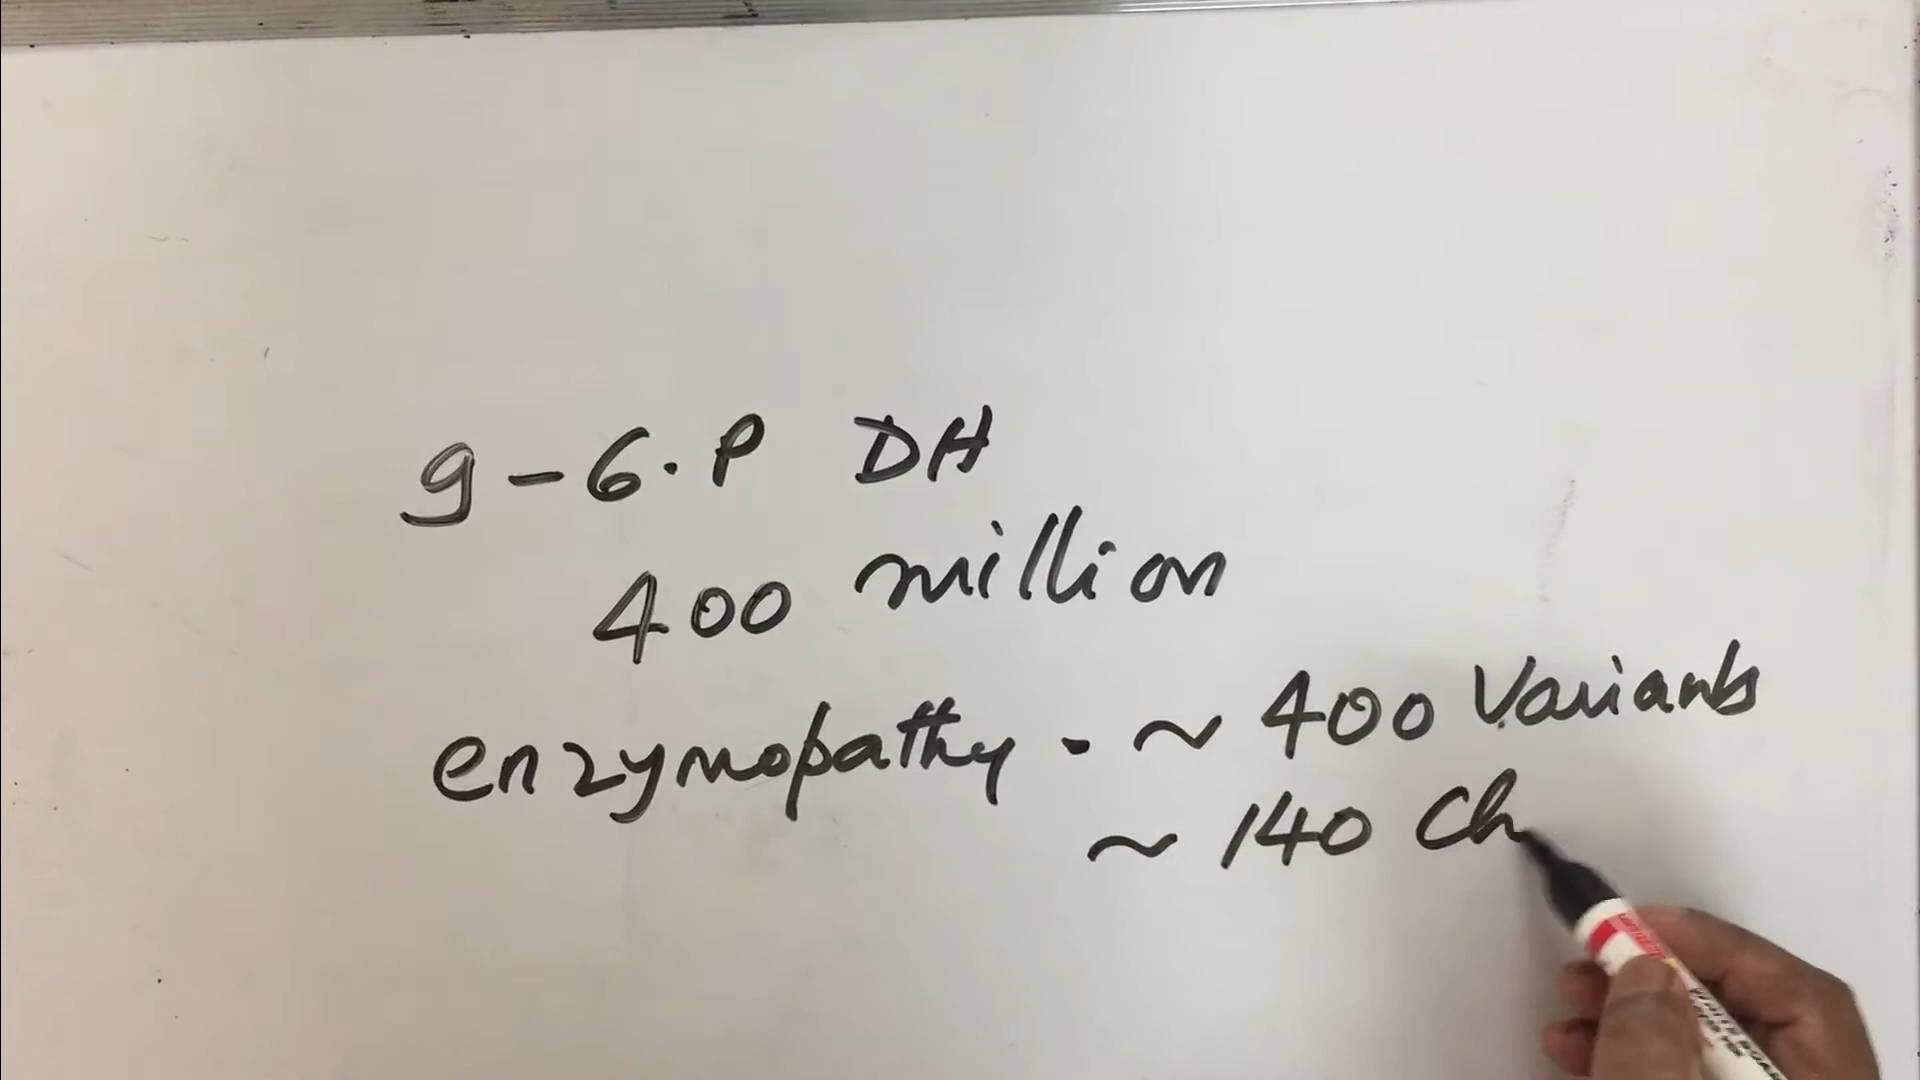 g-6.P DH
400 million
enzymopathy. ~ 400 Variants
~ 140 Ch